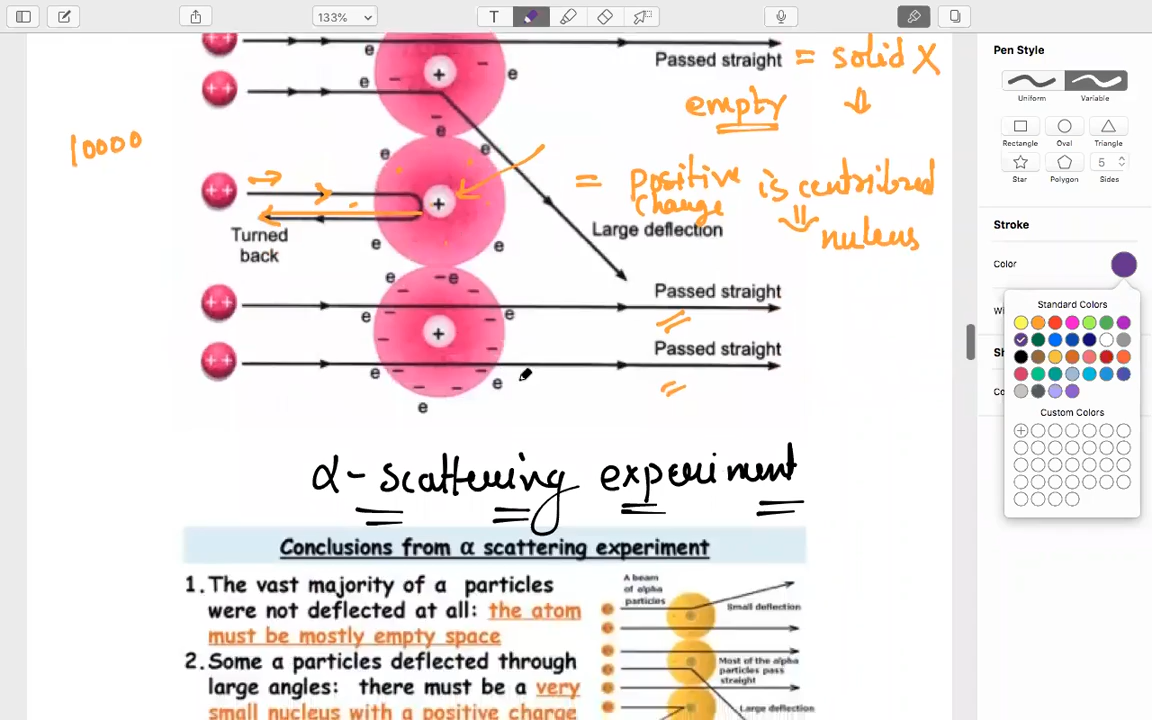 133%
T
Pen Style
Uniform
Variable
Rectangle
Oval
Triangle
Star
Polygon
5
Sides
Stroke
Color
Standard Colors
Custom Colors
++
e
+
−
e
Passed straight
= solid X
++
e
−
e
empty
10000
e
e
++
+
= positive
change
is centribred
nuleus
Turned
back
Large deflection
e
e
e
− e
++
−
−
Passed straight
e
−
e
+
−
−
Passed straight
++
e
−
−
e
−
−
e
α - scattering experiment
Conclusions from α scattering experiment
1. The vast majority of a particles
were not deflected at all: the atom
must be mostly empty space
2. Some a particles deflected through
large angles: there must be a very
small nucleus with a positive charge
A beam
of alpha
particles
Small deflection
Most of the alpha
particles pass
straight
Large deflection